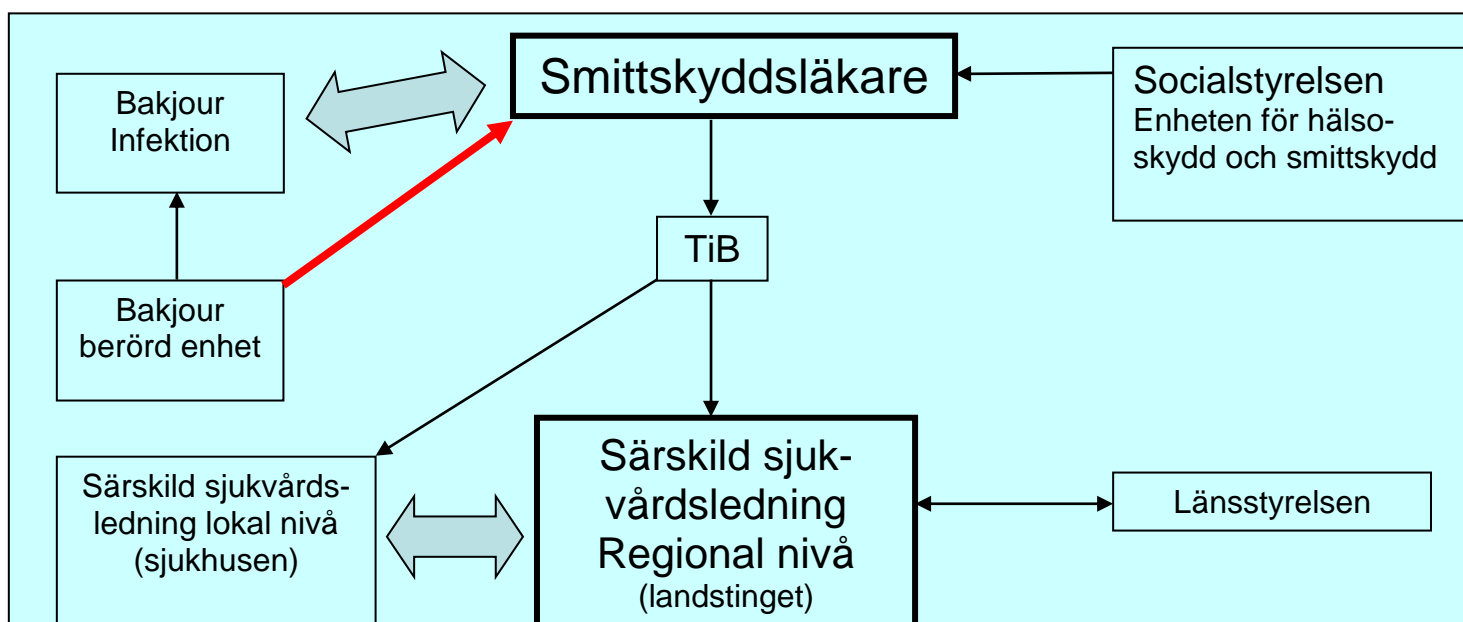 Smittskyddsläkare
Bakjour
Infektion
Socialstyrelsen
Enheten för hälso-
skydd och smittskydd
TiB
Bakjour
berörd enhet
Särskild sjukvårds-
ledning lokal nivå
(sjukhusen)
Särskild sjuk-
vårdsledning
Regional nivå
(landstinget)
Länsstyrelsen